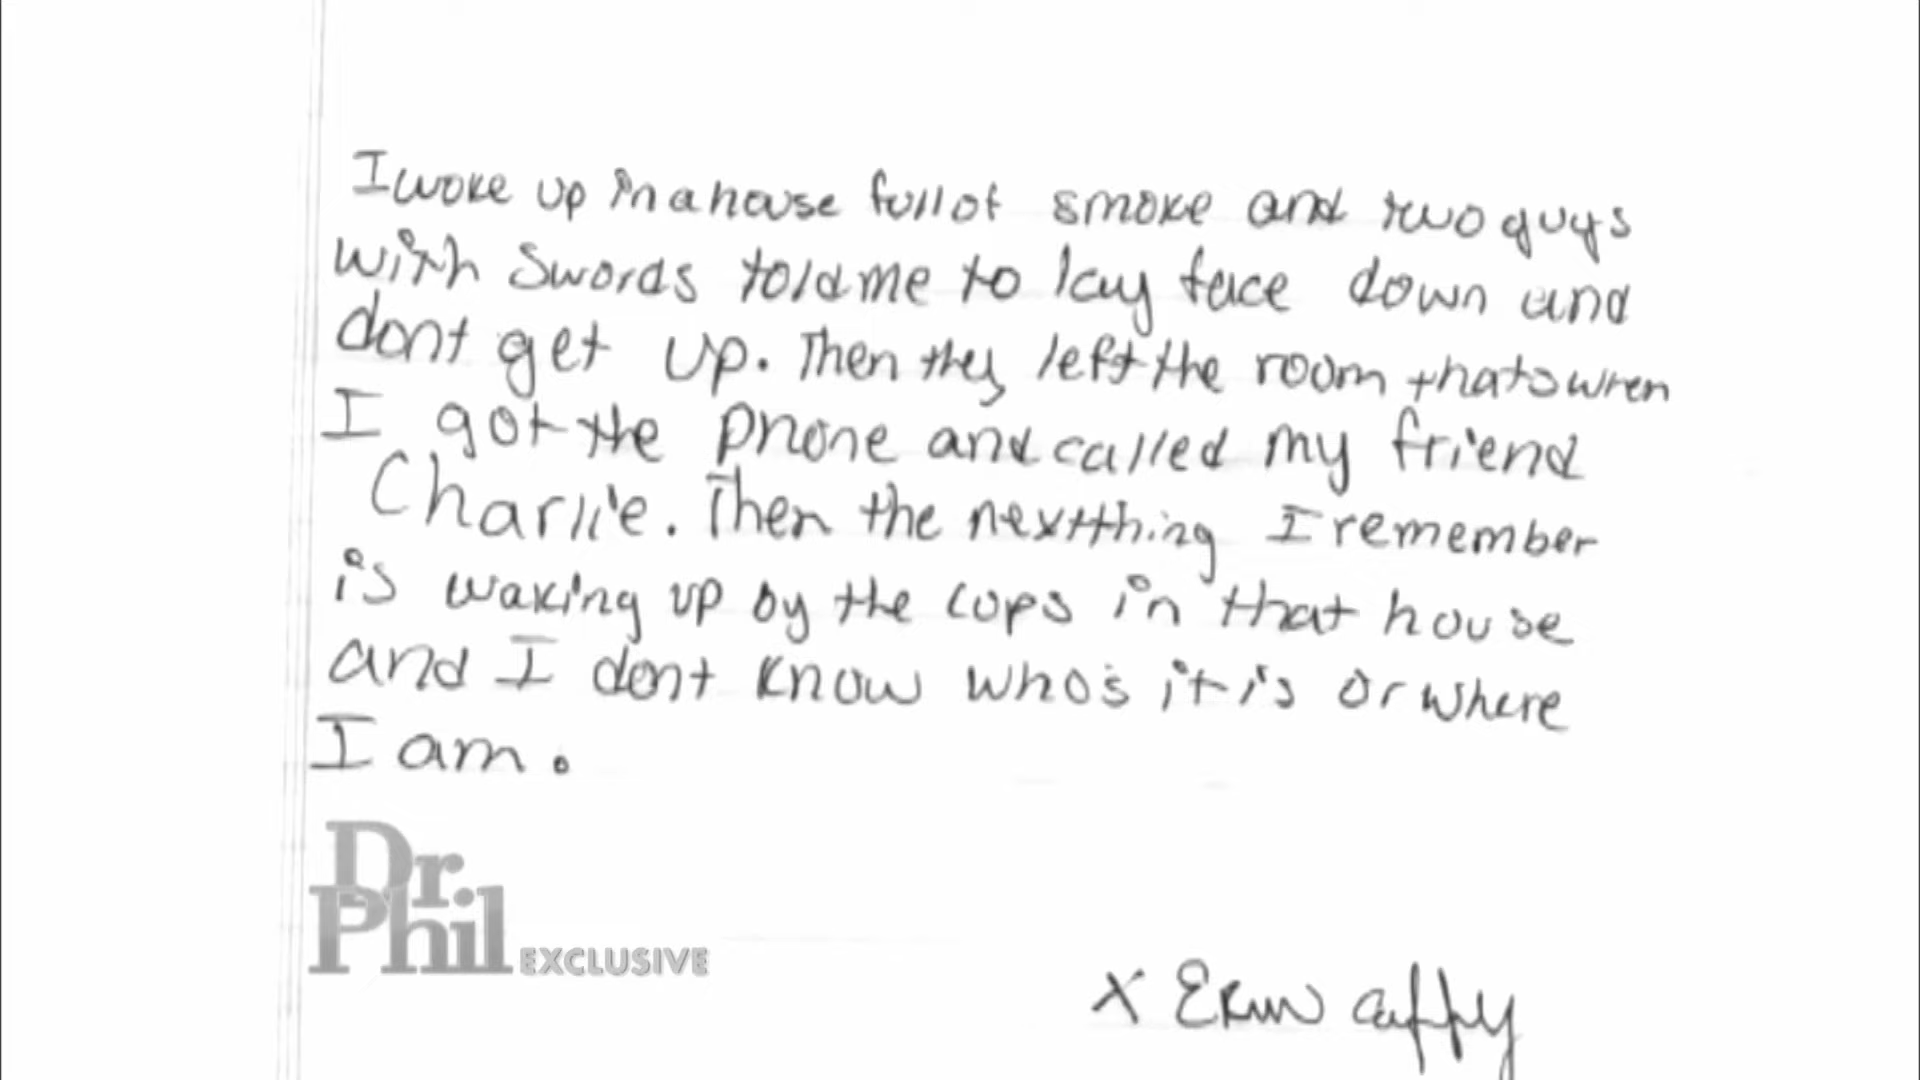 I woke up in a house full of smoke and two guys
with swords told me to lay face down and
dont get up. Then they left the room thats when
I got the phone and called my friend
Charlie. Then the next thing I remember
is waking up by the cops in that house
and I dont know who's it is or where
I am.
Dr.
Phil EXCLUSIVE
x Erin Caffey